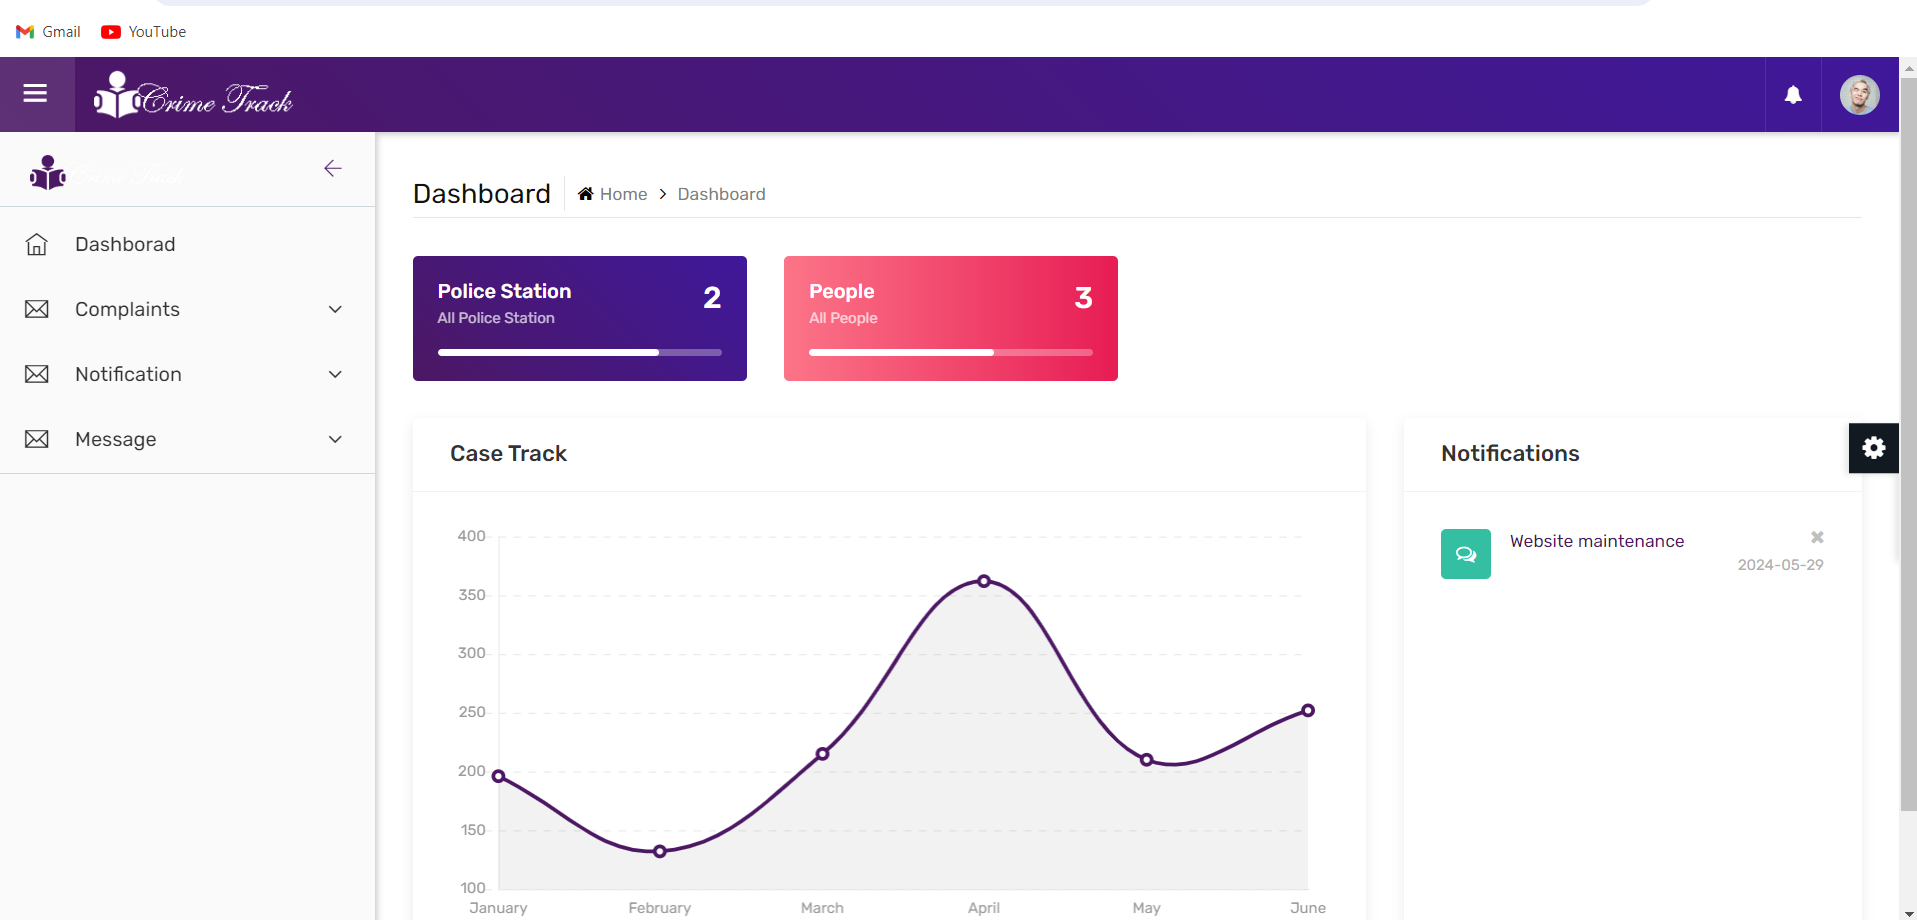 Gmail
YouTube
Crime Track
Crime Track
Dashborad
Complaints
Notification
Message
Dashboard
Home
Dashboard
Police Station
2
All Police Station
People
3
All People
Case Track
400
350
300
250
200
150
100
January
February
March
April
May
June
Notifications
Website maintenance
2024-05-29